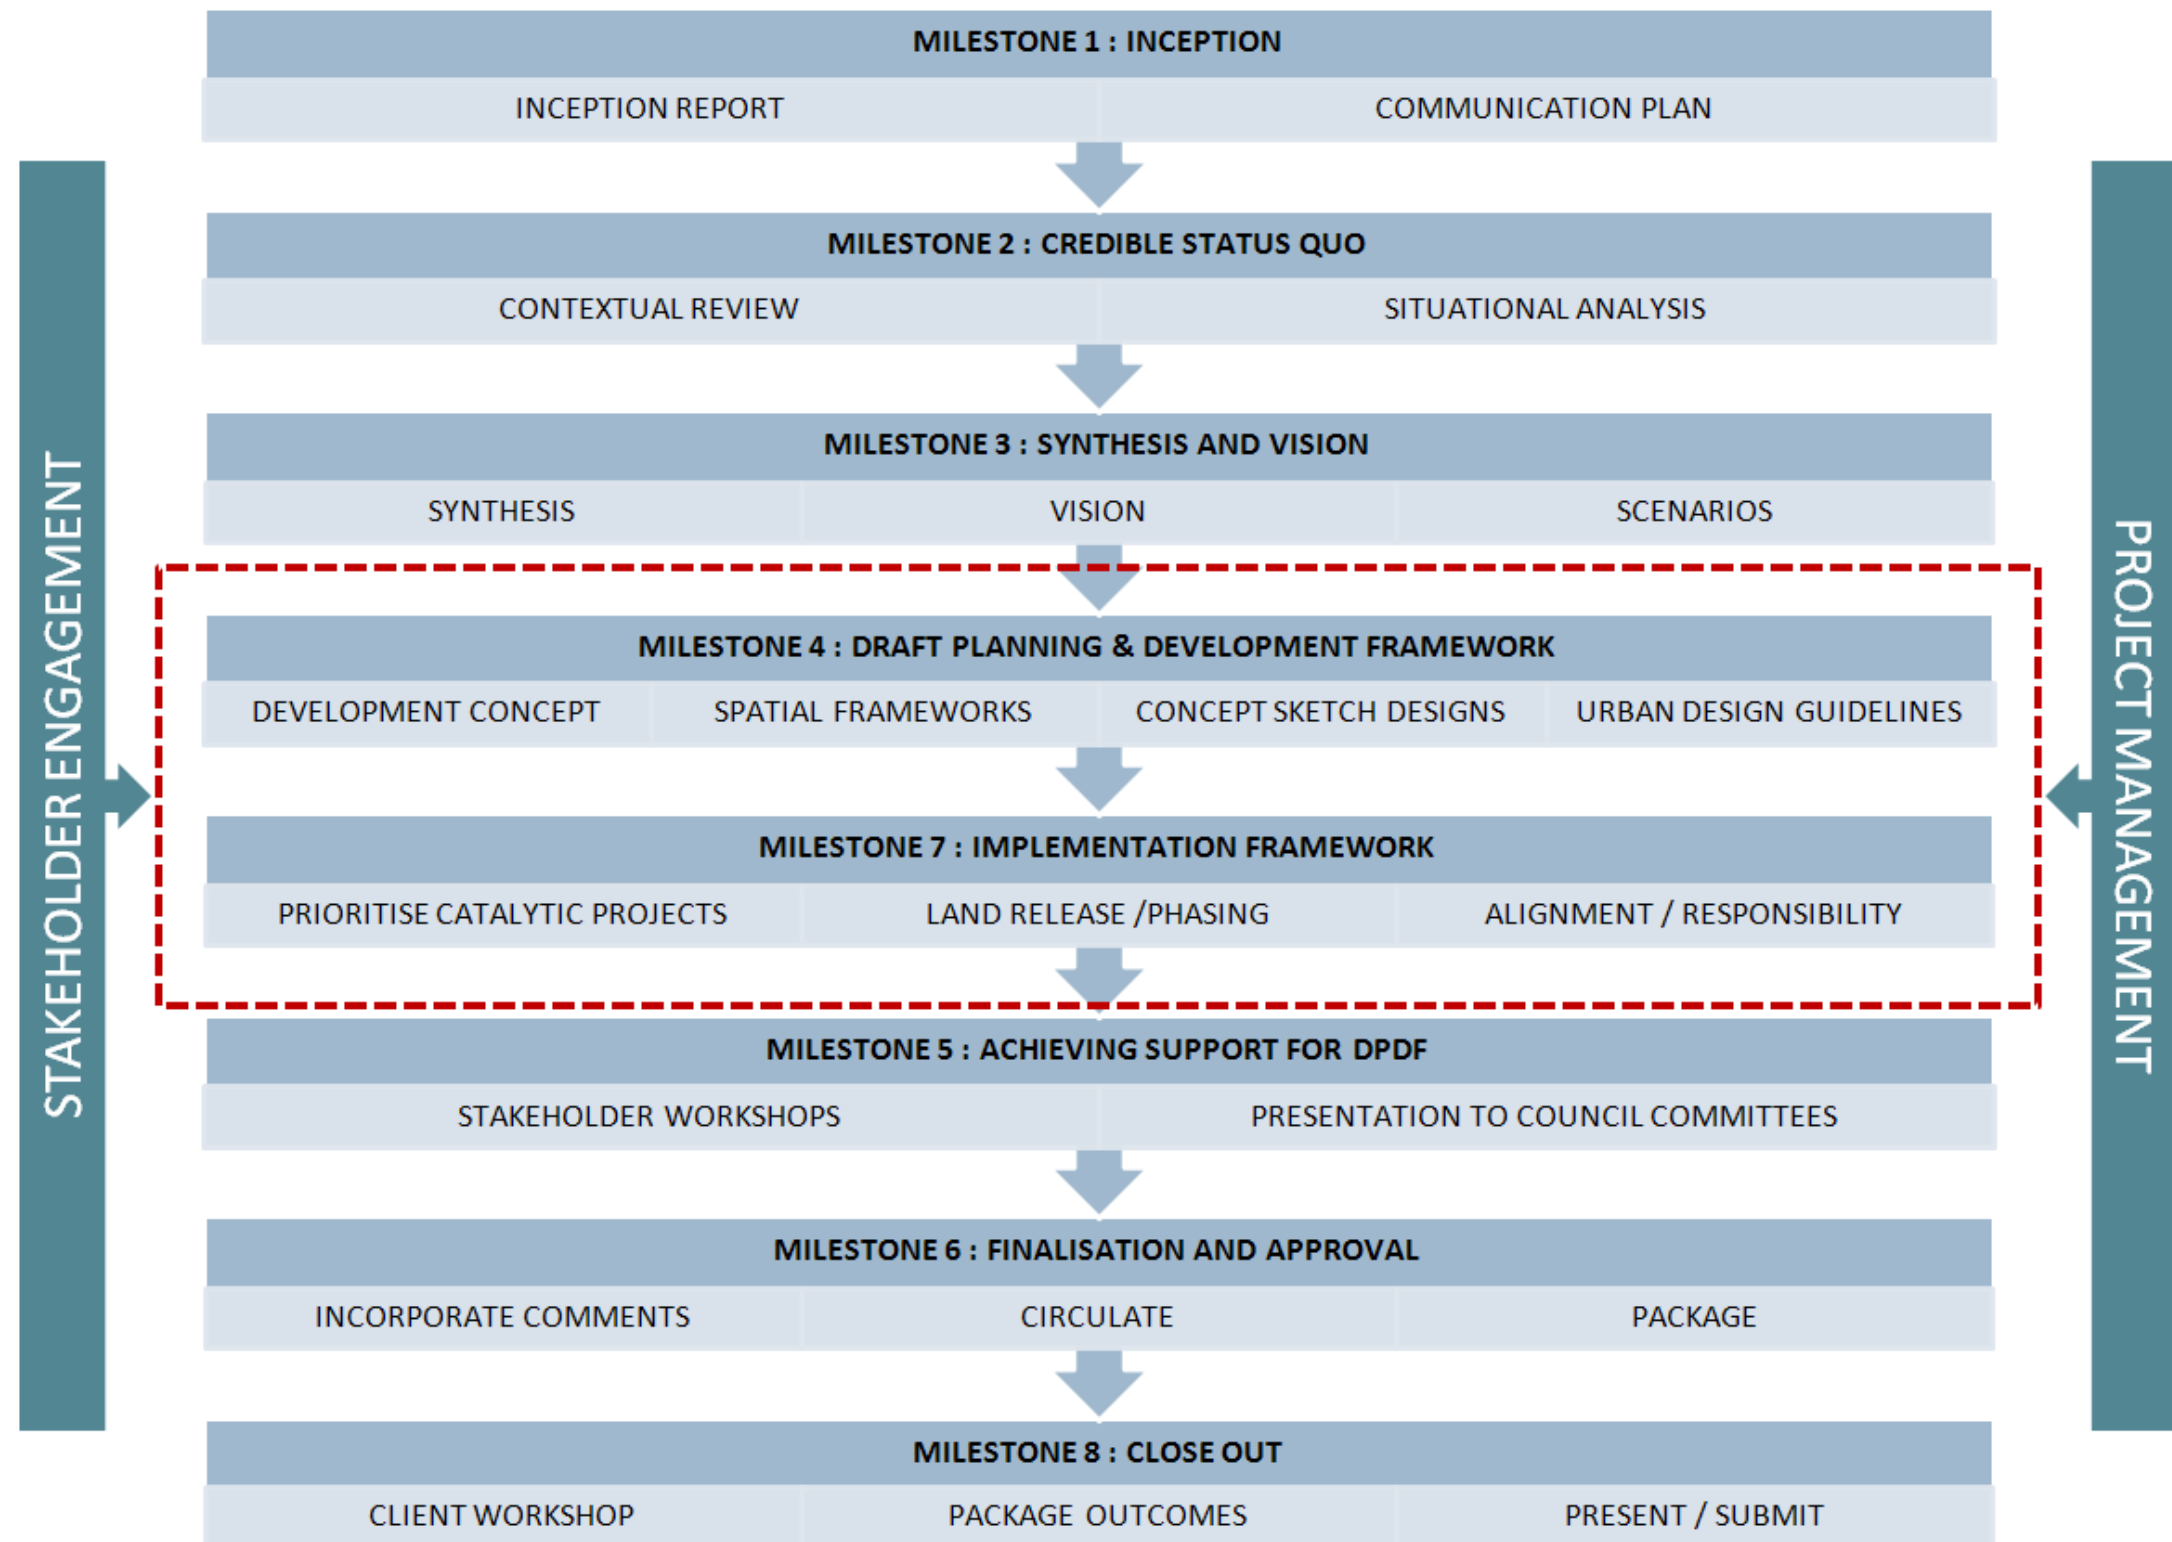 MILESTONE 1 : INCEPTION
INCEPTION REPORT
COMMUNICATION PLAN
MILESTONE 2 : CREDIBLE STATUS QUO
CONTEXTUAL REVIEW
SITUATIONAL ANALYSIS
MILESTONE 3 : SYNTHESIS AND VISION
SYNTHESIS
VISION
SCENARIOS
STAKEHOLDER ENGAGEMENT
PROJECT MANAGEMENT
MILESTONE 4 : DRAFT PLANNING & DEVELOPMENT FRAMEWORK
DEVELOPMENT CONCEPT
SPATIAL FRAMEWORKS
CONCEPT SKETCH DESIGNS
URBAN DESIGN GUIDELINES
MILESTONE 7 : IMPLEMENTATION FRAMEWORK
PRIORITISE CATALYTIC PROJECTS
LAND RELEASE /PHASING
ALIGNMENT / RESPONSIBILITY
MILESTONE 5 : ACHIEVING SUPPORT FOR DPDF
STAKEHOLDER WORKSHOPS
PRESENTATION TO COUNCIL COMMITTEES
MILESTONE 6 : FINALISATION AND APPROVAL
INCORPORATE COMMENTS
CIRCULATE
PACKAGE
MILESTONE 8 : CLOSE OUT
CLIENT WORKSHOP
PACKAGE OUTCOMES
PRESENT / SUBMIT